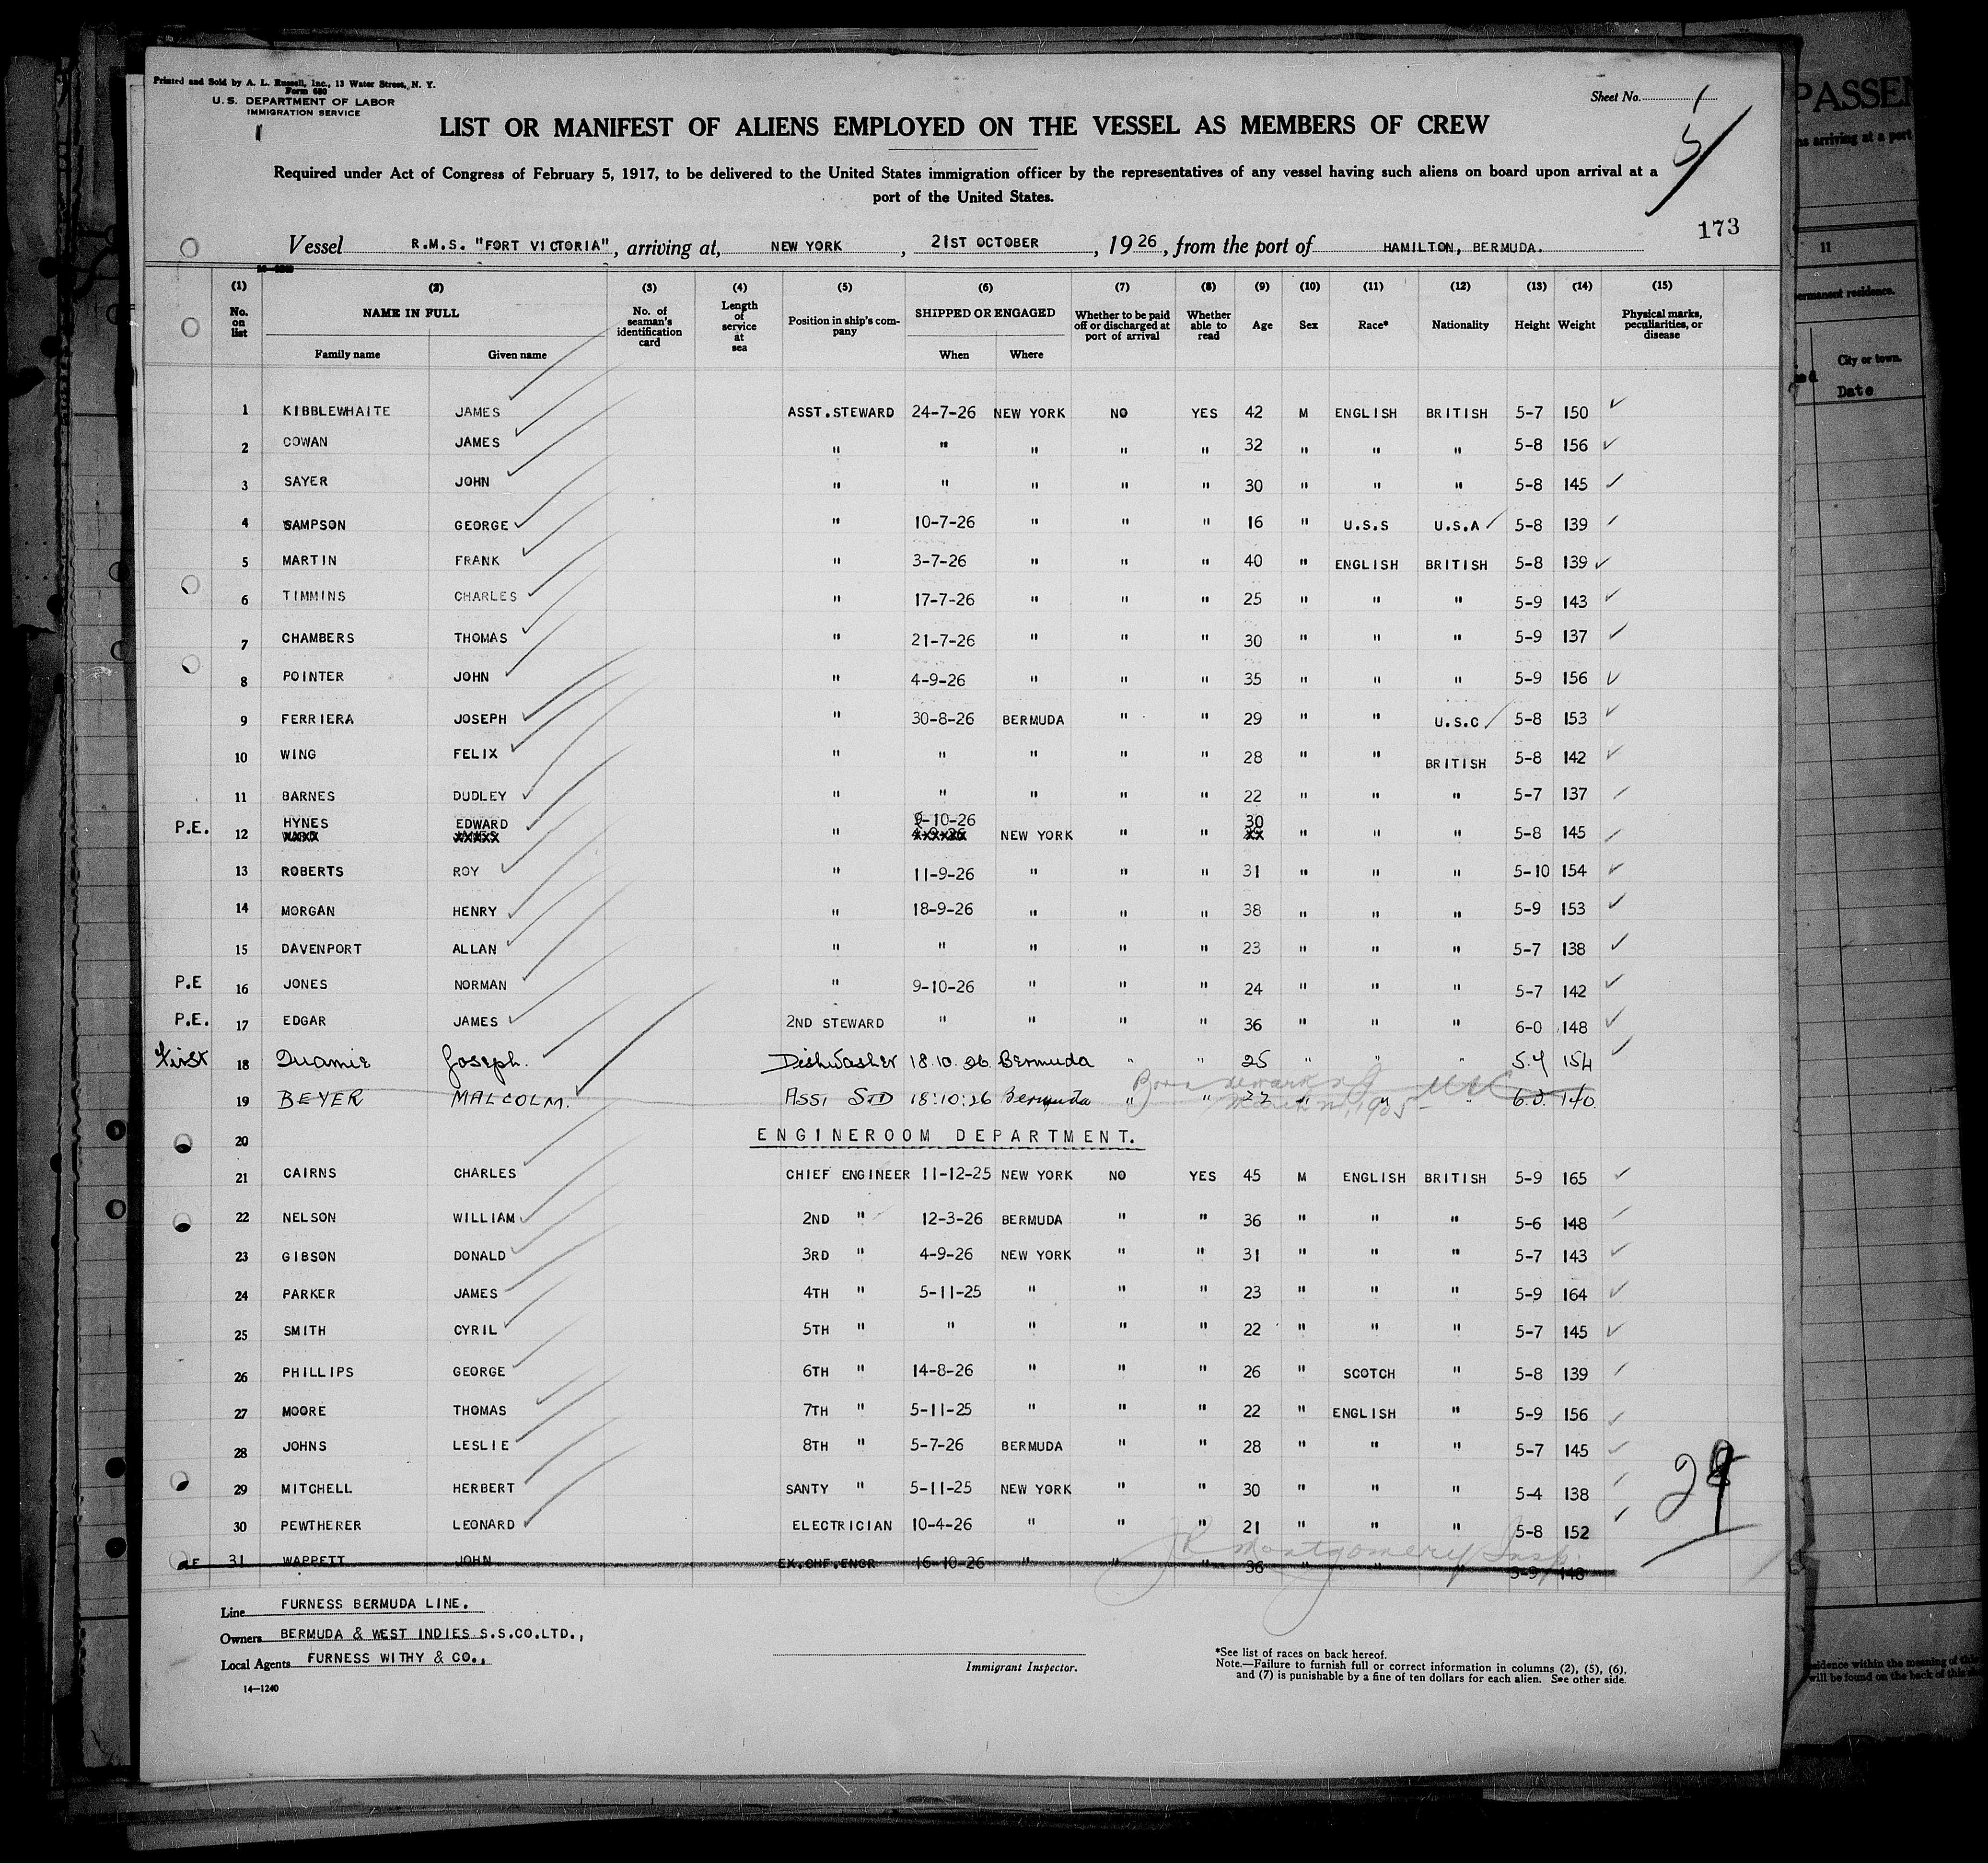 Printed and Sold by A. L. Russell, Inc., 13 Water Street, N. Y.
Form 680
U. S. DEPARTMENT OF LABOR
IMMIGRATION SERVICE
Sheet No. 1
5
LIST OR MANIFEST OF ALIENS EMPLOYED ON THE VESSEL AS MEMBERS OF CREW
Required under Act of Congress of February 5, 1917, to be delivered to the United States immigration officer by the representatives of any vessel having such aliens on board upon arrival at a
port of the United States.
173
Vessel R.M.S. "FORT VICTORIA", arriving at, NEW YORK, 21ST OCTOBER, 1926, from the port of HAMILTON, BERMUDA.
(1) (2) (3) (4) (5) (6) (7) (8) (9) (10) (11) (12) (13) (14) (15)
No. on list NAME IN FULL Family name Given name No. of seaman's identification card Length of service at sea Position in ship's company SHIPPED OR ENGAGED When Where Whether to be paid off or discharged at port of arrival Whether able to read Age Sex Race* Nationality Height Weight Physical marks, peculiarities, or disease
1 KIBBLEWHAITE JAMES ASST.STEWARD 24-7-26 NEW YORK NO YES 42 M ENGLISH BRITISH 5-7 150
2 COWAN JAMES " " " " " 32 " " " 5-8 156
3 SAYER JOHN " " " " " 30 " " " 5-8 145
4 SAMPSON GEORGE " 10-7-26 " " " 16 " U.S.S U.S.A 5-8 139
5 MARTIN FRANK " 3-7-26 " " " 40 " ENGLISH BRITISH 5-8 139
6 TIMMINS CHARLES " 17-7-26 " " " 25 " " " 5-9 143
7 CHAMBERS THOMAS " 21-7-26 " " " 30 " " " 5-9 137
8 POINTER JOHN " 4-9-26 " " " 35 " " " 5-9 156
9 FERRIERA JOSEPH " 30-8-26 BERMUDA " " 29 " " U.S.C 5-8 153
10 WING FELIX " " " " " 28 " " BRITISH 5-8 142
11 BARNES DUDLEY " " " " " 22 " " " 5-7 137
P.E. 12 HYNES EDWARD " 9-10-26 NEW YORK " " 30 " " " 5-8 145
13 ROBERTS ROY " 11-9-26 " " " 31 " " " 5-10 154
14 MORGAN HENRY " 18-9-26 " " " 38 " " " 5-9 153
15 DAVENPORT ALLAN " " " " " 23 " " " 5-7 138
P.E 16 JONES NORMAN " 9-10-26 " " " 24 " " " 5-7 142
P.E. 17 EDGAR JAMES 2ND STEWARD " " " " 36 " " " 6-0 148
First 18 Joseph. Dishwasher 18.10.26 Bermuda " " 25 " " " 154
19 BEYER MALCOLM. ASSt STD 18:10:26 Bermuda " " " " "
20 ENGINEROOM DEPARTMENT.
21 CAIRNS CHARLES CHIEF ENGINEER 11-12-25 NEW YORK NO YES 45 M ENGLISH BRITISH 5-9 165
22 NELSON WILLIAM 2ND " 12-3-26 BERMUDA " " 36 " " " 5-6 148
23 GIBSON DONALD 3RD " 4-9-26 NEW YORK " " 31 " " " 5-7 143
24 PARKER JAMES 4TH " 5-11-25 " " " 23 " " " 5-9 164
25 SMITH CYRIL 5TH " " " " " 22 " " " 5-7 145
26 PHILLIPS GEORGE 6TH " 14-8-26 " " " 26 " SCOTCH " 5-8 139
27 MOORE THOMAS 7TH " 5-11-25 " " " 22 " ENGLISH " 5-9 156
28 JOHNS LESLIE 8TH " 5-7-26 BERMUDA " " 28 " " " 5-7 145
29 MITCHELL HERBERT SANTY " 5-11-25 NEW YORK " " 30 " " " 5-4 138
30 PEWTHERER LEONARD ELECTRICIAN 10-4-26 " " " 21 " " " 5-8 152
31 WAPPETT JOHN EX.CHF.ENGR 16-10-26 " " " 36 " " " 5-9 148
Montgomery Insp.
Line FURNESS BERMUDA LINE.
Owners BERMUDA & WEST INDIES S.S.CO.LTD.,
Local Agents FURNESS WITHY & CO.,
Immigrant Inspector.
*See list of races on back hereof.
Note.—Failure to furnish full or correct information in columns (2), (5), (6),
and (7) is punishable by a fine of ten dollars for each alien. See other side.
14—1240
PASSEN
arriving at a port
11
permanent residence.
City or town.
Date